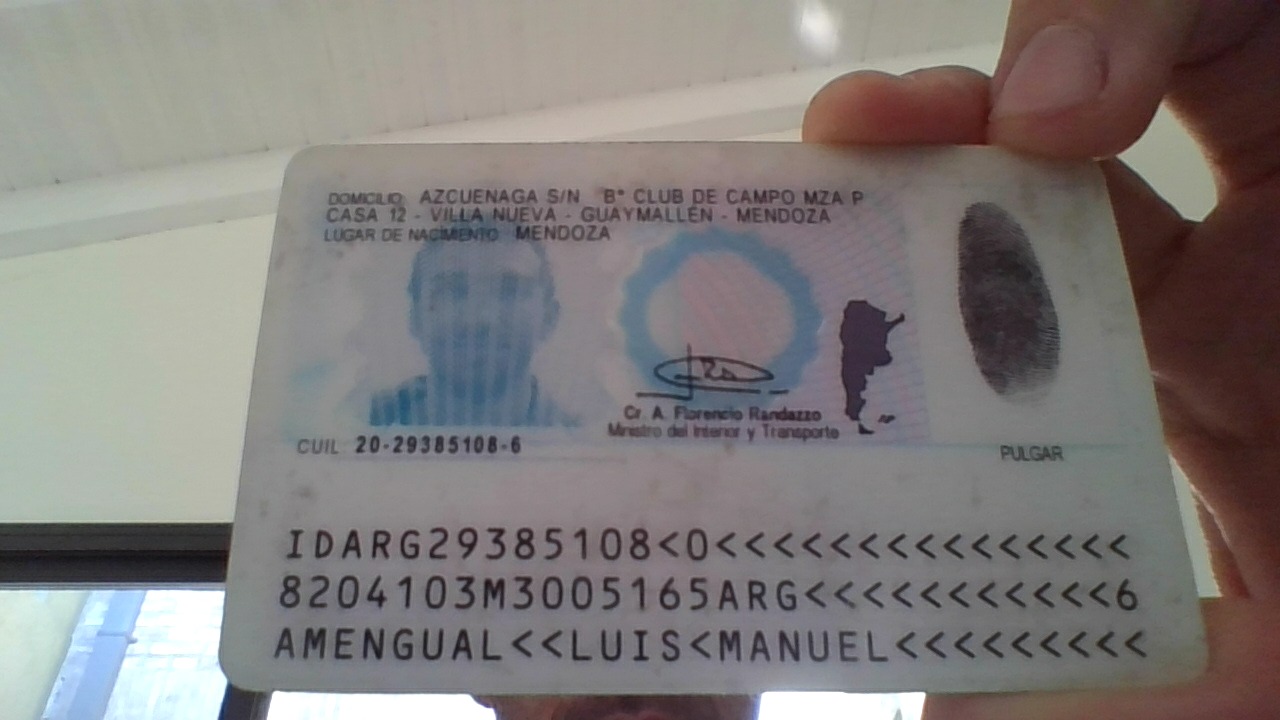 DOMICILIO AZCUENAGA S/N B° CLUB DE CAMPO MZA P
CASA 12 - VILLA NUEVA - GUAYMALLÉN - MENDOZA
LUGAR DE NACIMIENTO MENDOZA
Cr. A. Florencio Randazzo
Ministro del Interior y Transporte
CUIL 20-29385108-6
PULGAR
IDARG29385108<0<<<<<<<<<<<<<<<
8204103M3005165ARG<<<<<<<<<<<6
AMENGUAL<<LUIS<MANUEL<<<<<<<<<